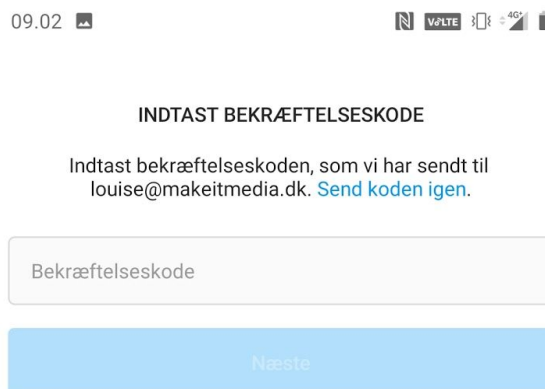 09.02 VoLTE 4G+
INDTAST BEKRÆFTELSESKODE
Indtast bekræftelseskoden, som vi har sendt til
louise@makeitmedia.dk. Send koden igen.
Bekræftelseskode
Næste